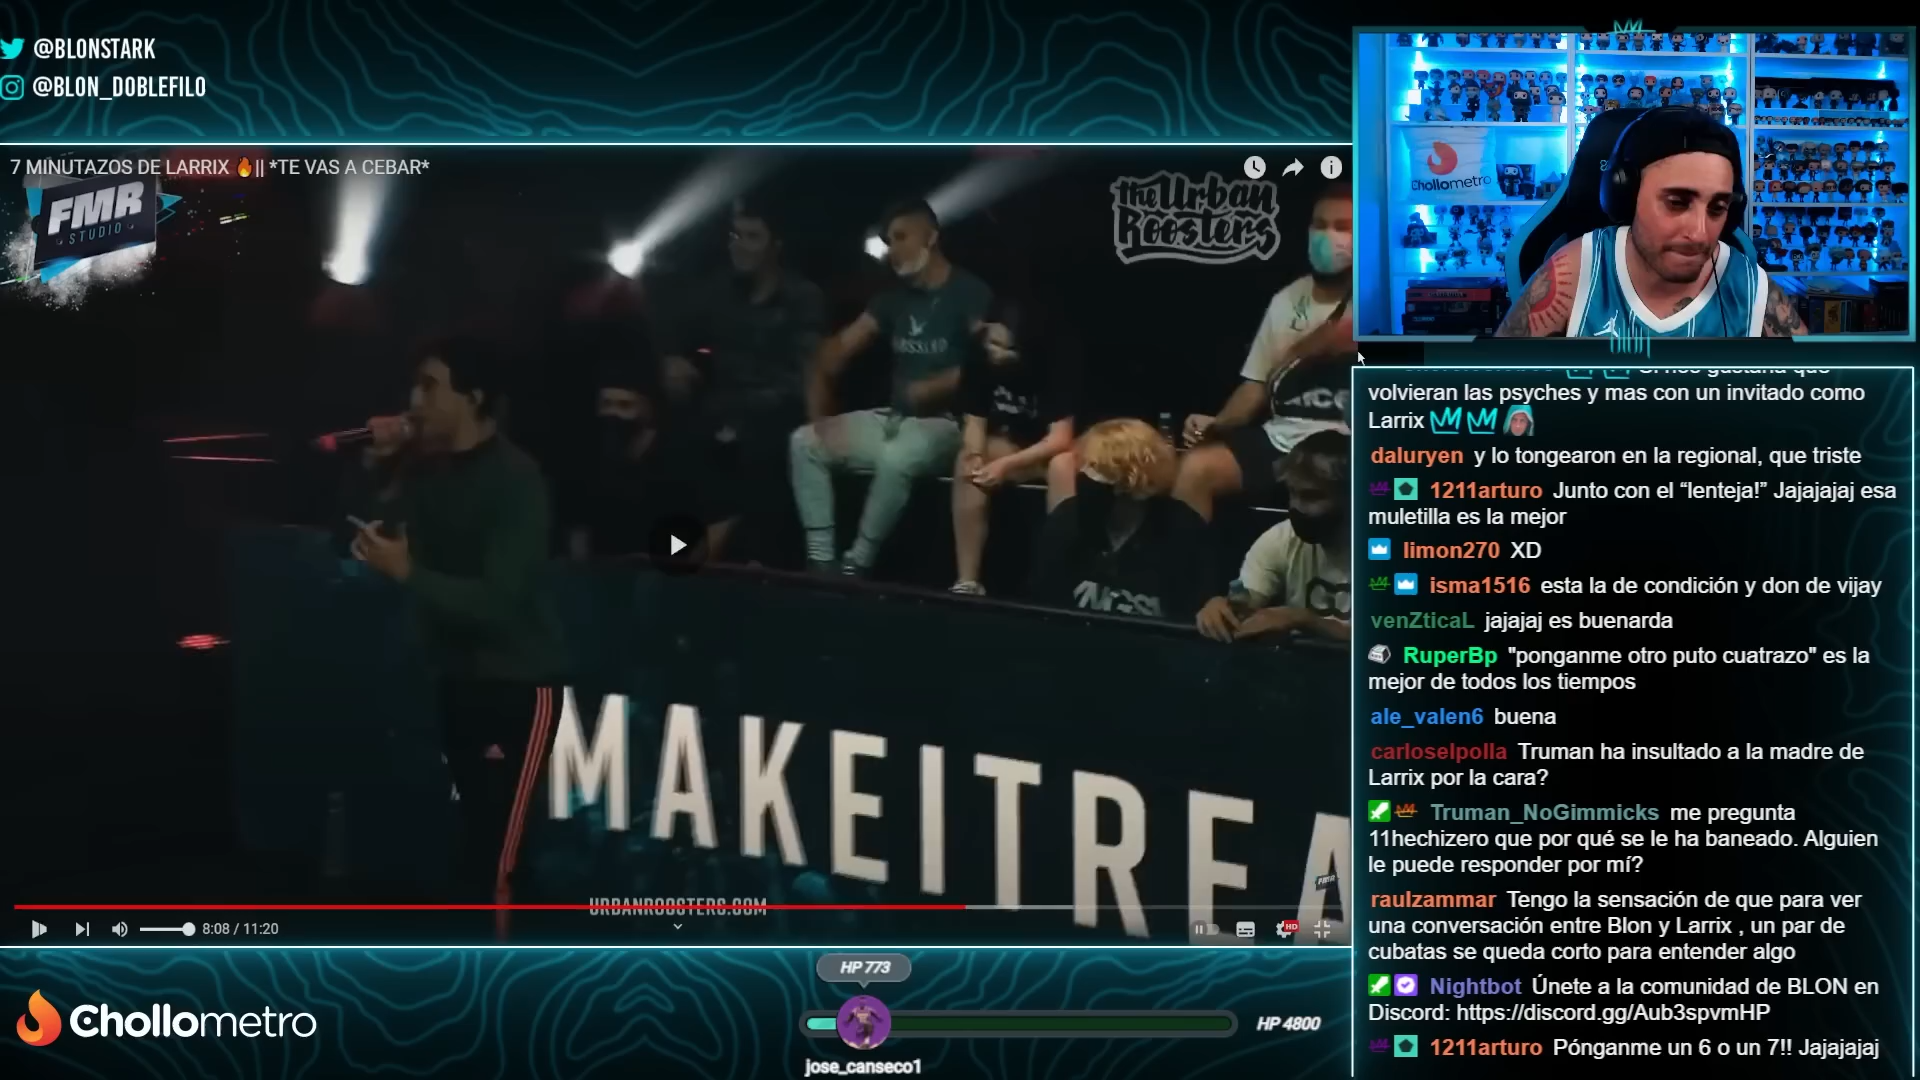 @BLONSTARK
@BLON_DOBLEFILO
7 MINUTAZOS DE LARRIX 🔥|| *TE VAS A CEBAR*
FMR
STUDIO
the Urban
Roosters
Chollometro
MAKEITREA
URBANROOSTERS.COM
8:08 / 11:20
HD
volvieran las psyches y mas con un invitado como
Larrix
daluryen y lo tongearon en la regional, que triste
1211arturo Junto con el “lenteja!” Jajajajaj esa
muletilla es la mejor
limon270 XD
isma1516 esta la de condición y don de vijay
venZticaL jajajaj es buenarda
RuperBp "ponganme otro puto cuatrazo" es la
mejor de todos los tiempos
ale_valen6 buena
carloselpolla Truman ha insultado a la madre de
Larrix por la cara?
Truman_NoGimmicks me pregunta
11hechizero que por qué se le ha baneado. Alguien
le puede responder por mí?
raulzammar Tengo la sensación de que para ver
una conversación entre Blon y Larrix , un par de
cubatas se queda corto para entender algo
Nightbot Únete a la comunidad de BLON en
Discord: https://discord.gg/Aub3spvmHP
1211arturo Pónganme un 6 o un 7!! Jajajajaj
Chollometro
HP 773
HP 4800
jose_canseco1